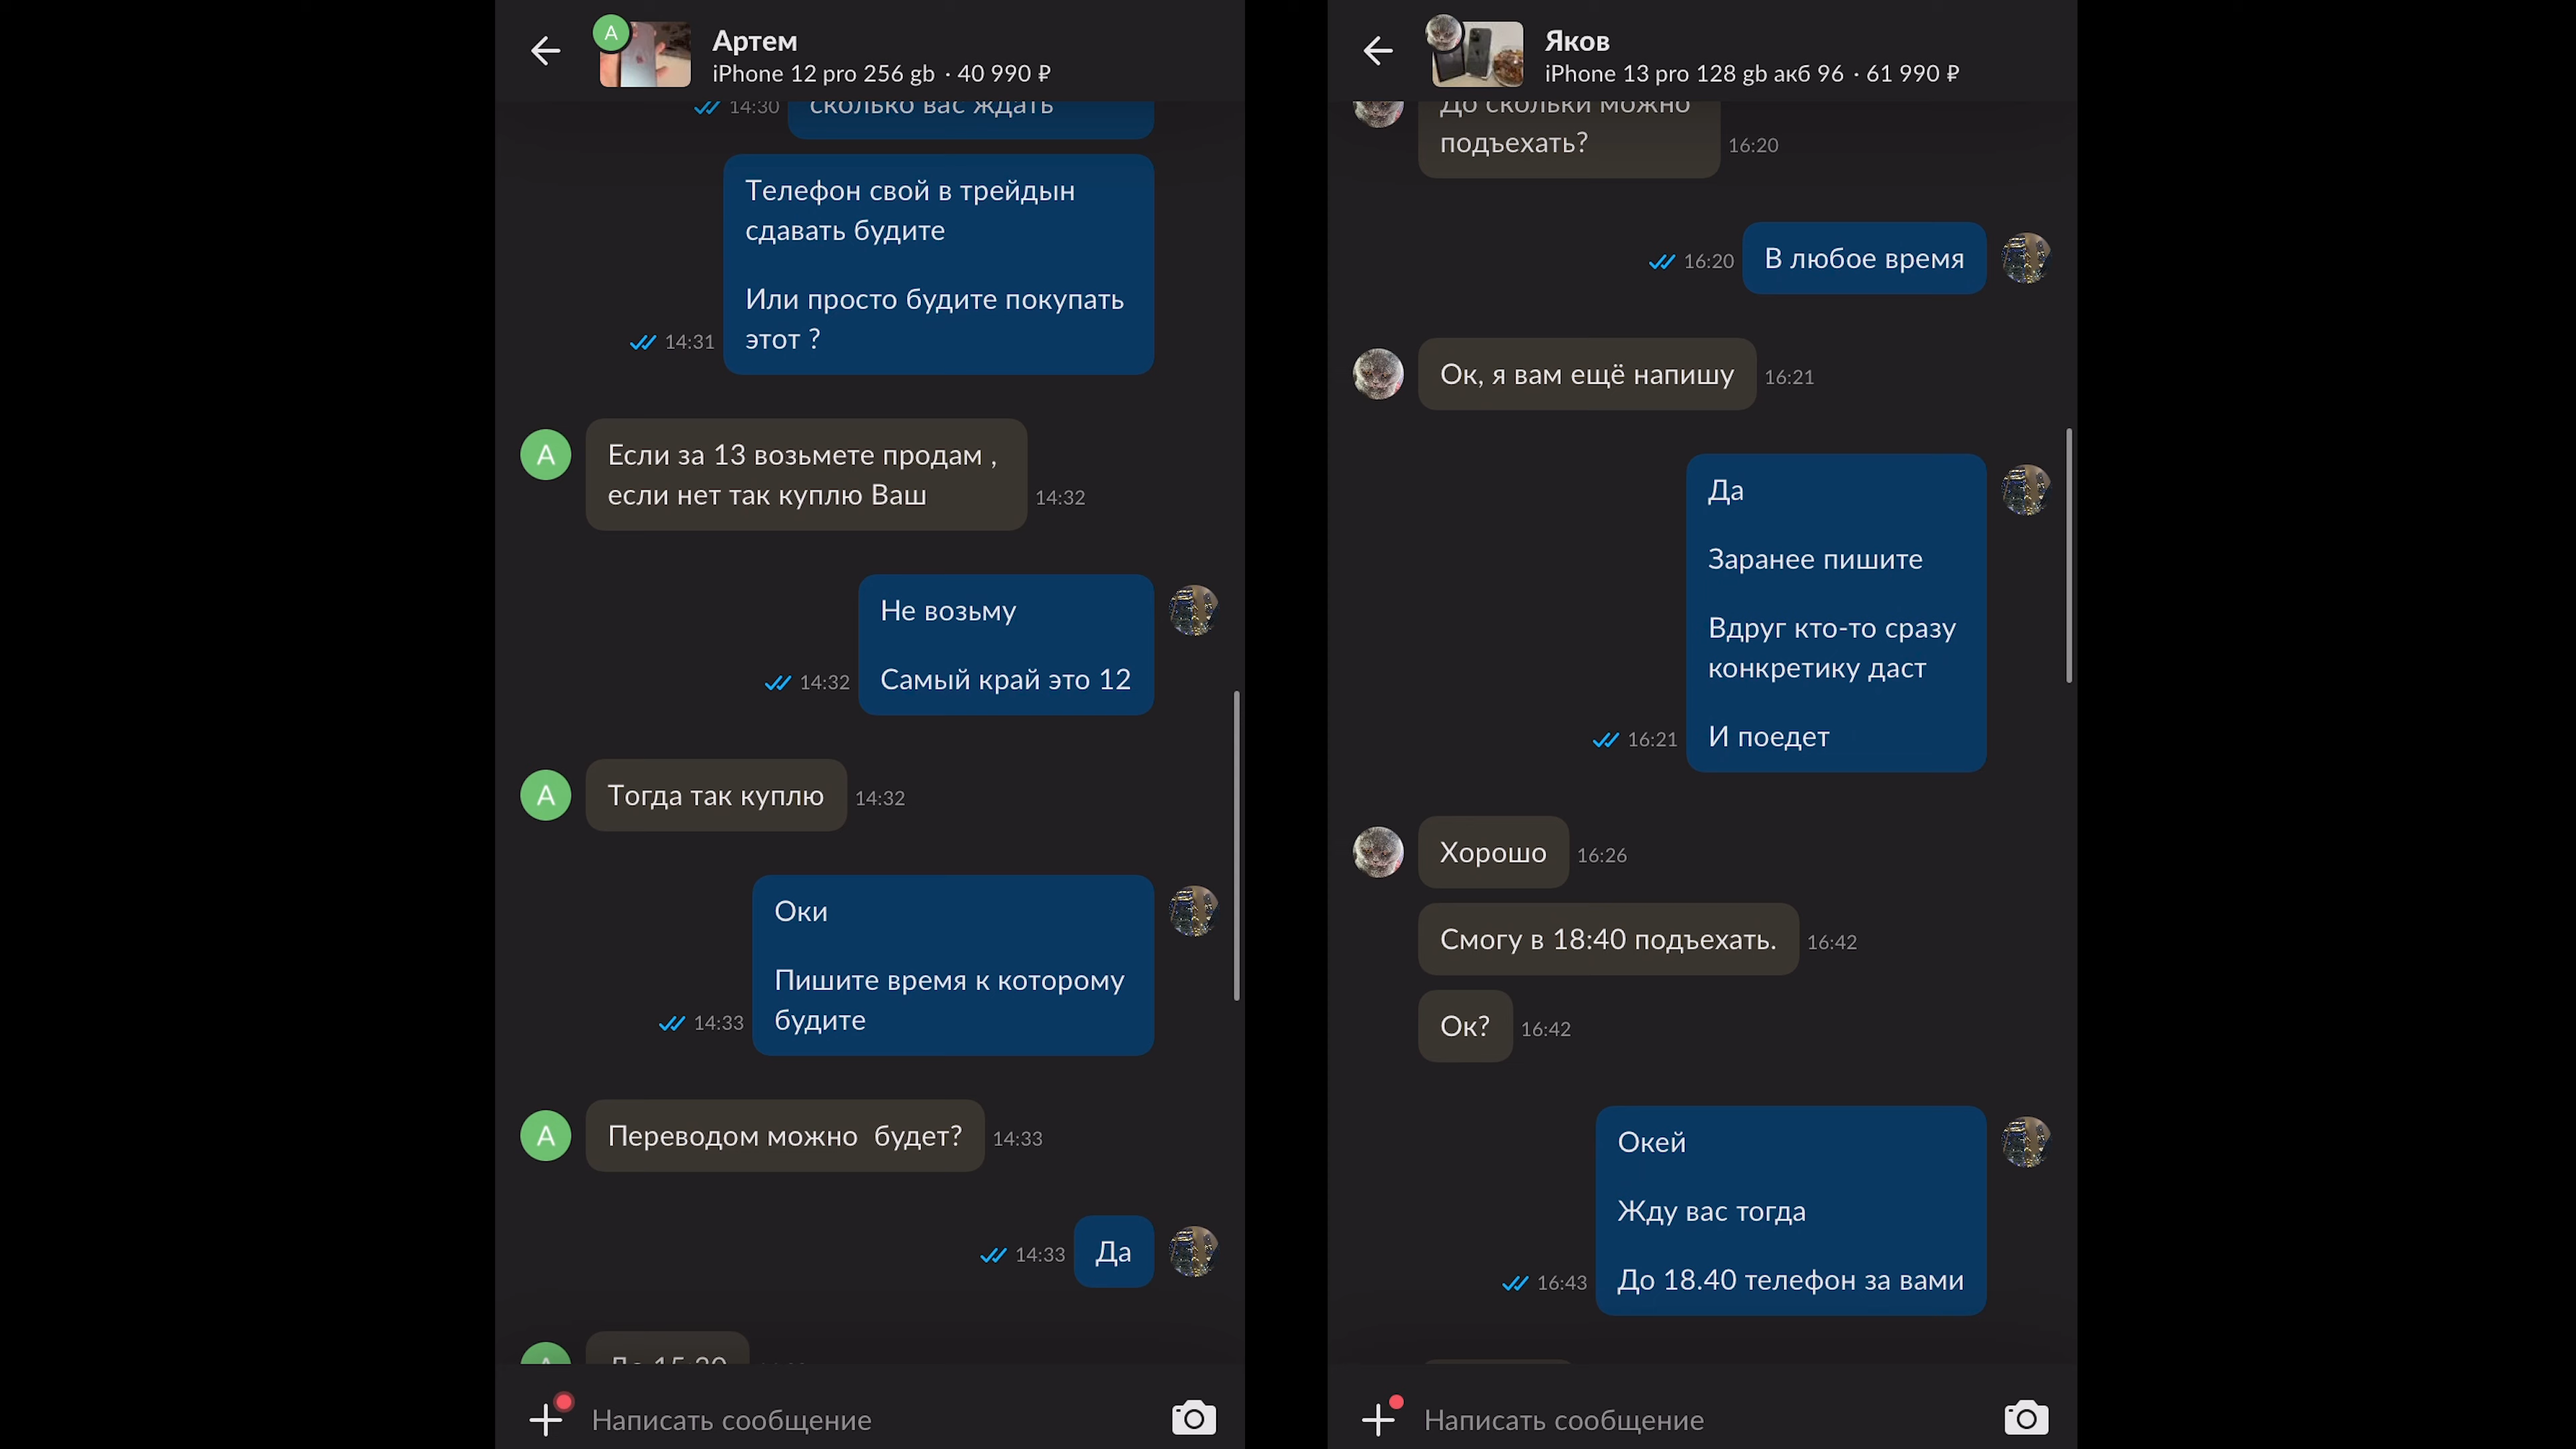 A
Артем
iPhone 12 pro 256 gb · 40 990 ₽
14:30
сколько вас ждать
Телефон свой в трейдын
сдавать будите
Или просто будите покупать
этот ?
14:31
A
Если за 13 возьмете продам ,
если нет так куплю Ваш
14:32
Не возьму
Самый край это 12
14:32
A
Тогда так куплю
14:32
Оки
Пишите время к которому
будите
14:33
A
Переводом можно  будет?
14:33
Да
14:33
Написать сообщение
Яков
iPhone 13 pro 128 gb акб 96 · 61 990 ₽
До скольки можно
подъехать?
16:20
В любое время
16:20
Ок, я вам ещё напишу
16:21
Да
Заранее пишите
Вдруг кто-то сразу
конкретику даст
И поедет
16:21
Хорошо
16:26
Смогу в 18:40 подъехать.
16:42
Ок?
16:42
Окей
Жду вас тогда
До 18.40 телефон за вами
16:43
Написать сообщение